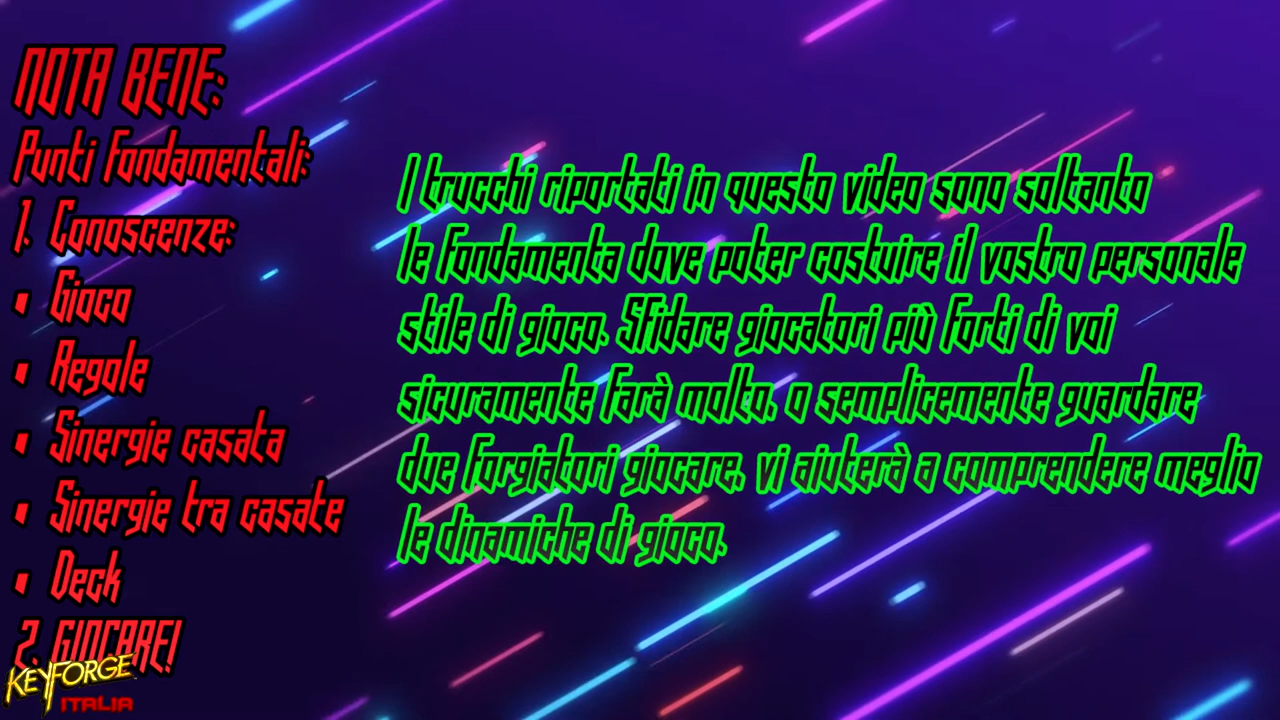 NOTA BENE:
Punti Fondamentali:
1. Conoscenze:
• Gioco
• Regole
• Sinergie casata
• Sinergie tra casate
• Deck
2. GIOCARE!
I trucchi riportati in questo video sono soltanto
le fondamenta dove poter costuire il vostro personale
stile di gioco. Sfidare giocatori più forti di voi
sicuramente farà molto, o semplicemente guardare
due forgiatori giocare, vi aiuterà a comprendere meglio
le dinamiche di gioco.
KEYFORGE
ITALIA